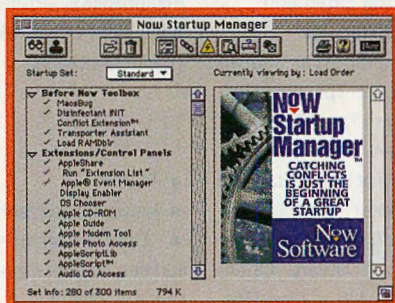 Now Startup Manager
Startup Set: Standard
Currently viewing by: Load Order
Before Now Toolbox
✓ MacsBug
✓ Disinfectant INIT
Conflict Extension™
✓ Transporter Assistant
✓ Load RAMDblr
Extensions/Control Panels
✓ AppleShare
Run "Extension List"
✓ Apple® Event Manager
Display Enabler
✓ OS Chooser
✓ Apple CD-ROM
✓ Apple Guide
✓ Apple Modem Tool
✓ Apple Photo Access
✓ AppleScriptLib
✓ AppleScript™
✓ Audio CD Access
NOW
Startup
Manager™
CATCHING
CONFLICTS
IS JUST THE
BEGINNING
OF A GREAT
STARTUP
Now
Software
Set info: 280 of 300 items 794 K